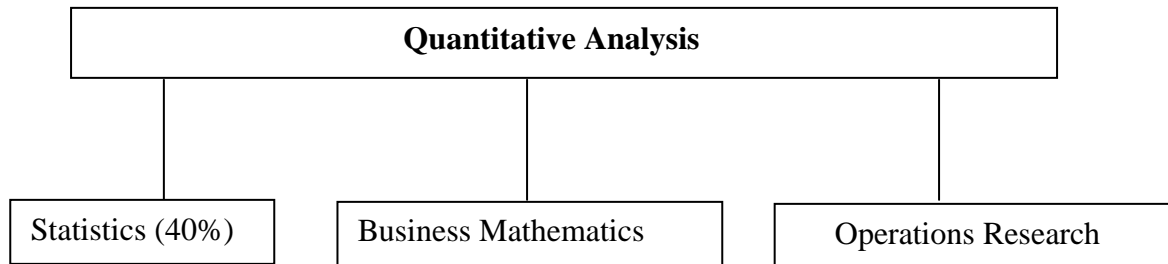 Quantitative Analysis
Statistics (40%)
Business Mathematics
Operations Research